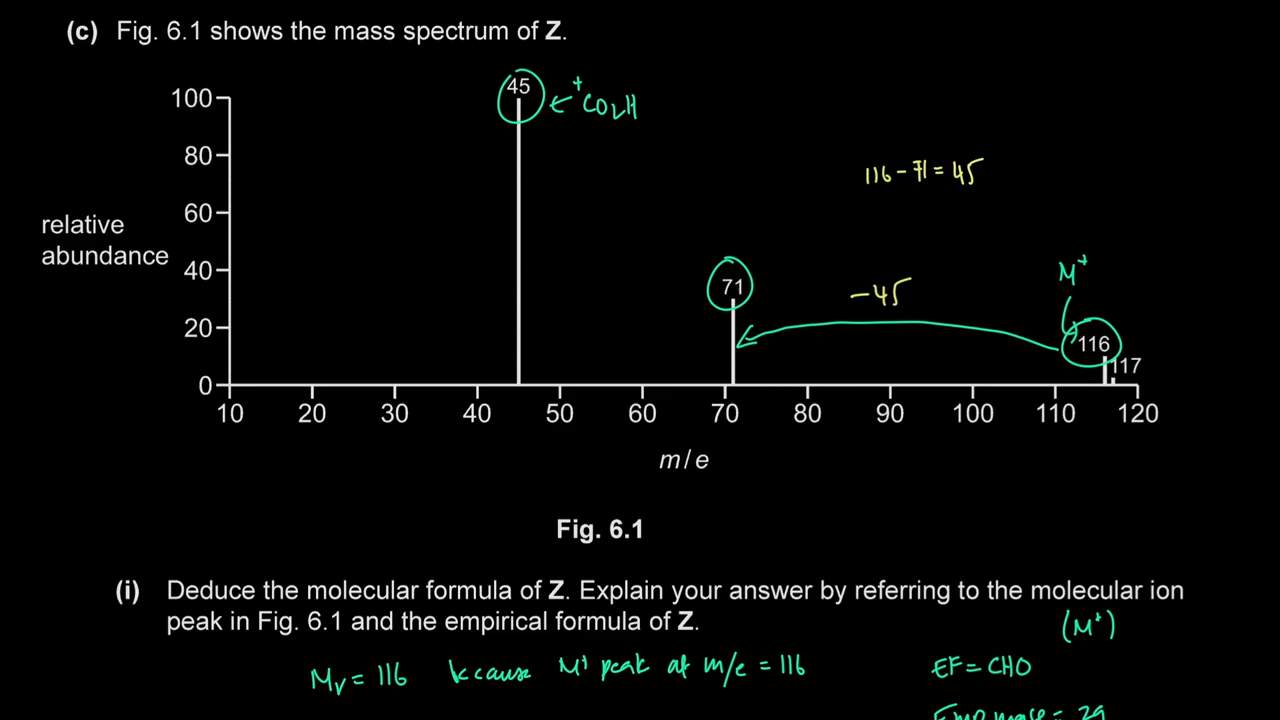 (c) Fig. 6.1 shows the mass spectrum of Z.
45
+CO2H
100
80
116 - 71 = 45
60
relative
abundance
40
M+
71
-45
20
116
117
0
10 20 30 40 50 60 70 80 90 100 110 120
m / e
Fig. 6.1
(i) Deduce the molecular formula of Z. Explain your answer by referring to the molecular ion
peak in Fig. 6.1 and the empirical formula of Z.
(M+)
Mr = 116 because M+ peak at m/e = 116
EF = CHO
Emp mass = 29